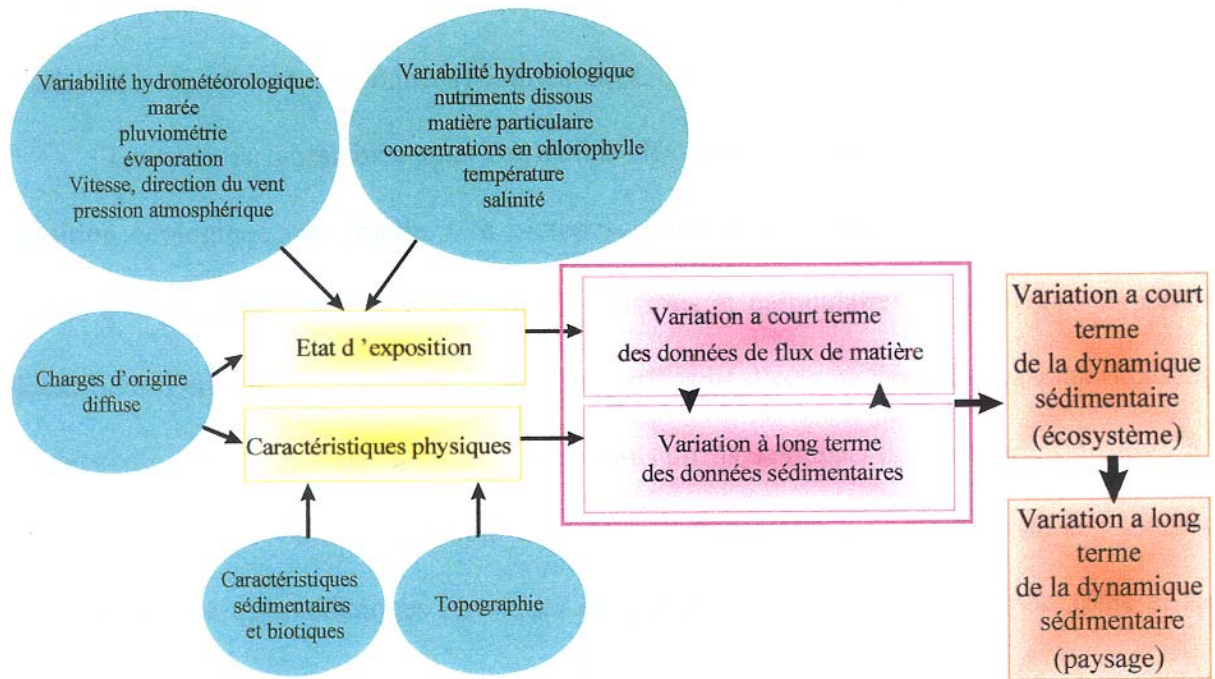 Variabilité hydrométéorologique:
marée
pluviométrie
évaporation
Vitesse, direction du vent
pression atmosphérique
Variabilité hydrobiologique
nutriments dissous
matière particulaire
concentrations en chlorophylle
température
salinité
Charges d'origine
diffuse
Etat d 'exposition
Caractéristiques physiques
Caractéristiques
sédimentaires
et biotiques
Topographie
Variation a court terme
des données de flux de matière
Variation à long terme
des données sédimentaires
Variation a court
terme
de la dynamique
sédimentaire
(écosystème)
Variation a long
terme
de la dynamique
sédimentaire
(paysage)